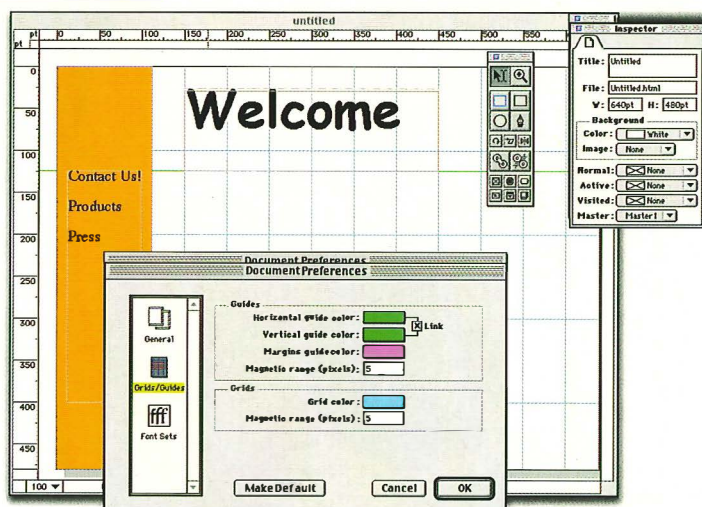 untitled
pt 0 50 100 150 200 250 300 350 400 450 500 550 600
pt
0
50
100
150
200
250
300
350
400
450
Welcome
Contact Us!
Products
Press
100
Inspector
Title: Untitled
File: Untitled.html
W: 640pt H: 480pt
Background
Color: White
Image: None
Normal: None
Active: None
Visited: None
Master: Master1
Document Preferences
Document Preferences
General
Grids/Guides
fff
Font Sets
Guides
Horizontal guide color:
Vertical guide color:
Link
Margins guidecolor:
Magnetic range (pixels): 5
Grids
Grid color:
Magnetic range (pixels): 5
Make Default Cancel OK